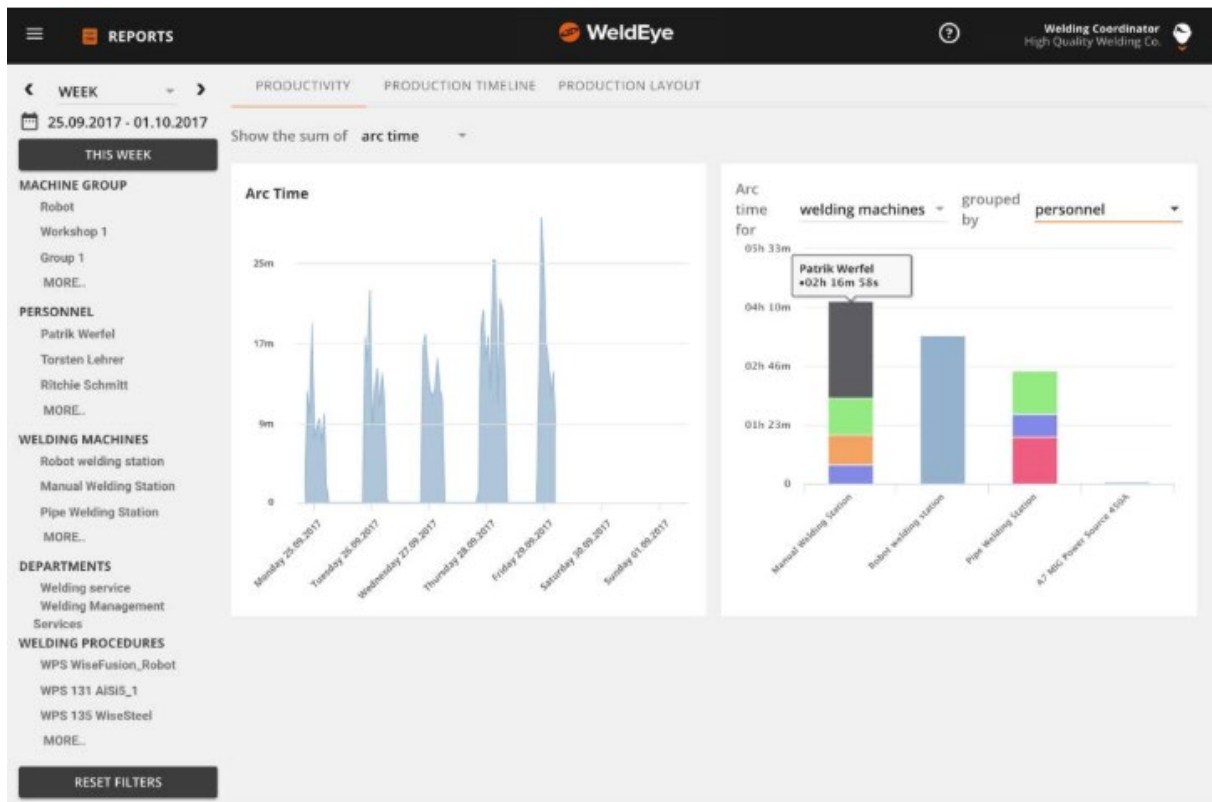 REPORTS
WeldEye
?
Welding Coordinator
High Quality Welding Co.
WEEK
25.09.2017 - 01.10.2017
THIS WEEK
MACHINE GROUP
Robot
Workshop 1
Group 1
MORE..
PERSONNEL
Patrik Werfel
Torsten Lehrer
Ritchie Schmitt
MORE..
WELDING MACHINES
Robot welding station
Manual Welding Station
Pipe Welding Station
MORE..
DEPARTMENTS
Welding service
Welding Management
Services
WELDING PROCEDURES
WPS WiseFusion_Robot
WPS 131 AlSi5_1
WPS 135 WiseSteel
MORE..
RESET FILTERS
PRODUCTIVITY PRODUCTION TIMELINE PRODUCTION LAYOUT
Show the sum of arc time
Arc Time
25m
17m
9m
0
Monday 25.09.2017
Tuesday 26.09.2017
Wednesday 27.09.2017
Thursday 28.09.2017
Friday 29.09.2017
Saturday 30.09.2017
Sunday 01.09.2017
Arc
time
for
welding machines
grouped
by
personnel
05h 33m
Patrik Werfel
•02h 16m 58s
04h 10m
02h 46m
01h 23m
0
Manual Welding Station
Robot welding station
Pipe Welding Station
A7 MIG Power Source 450A